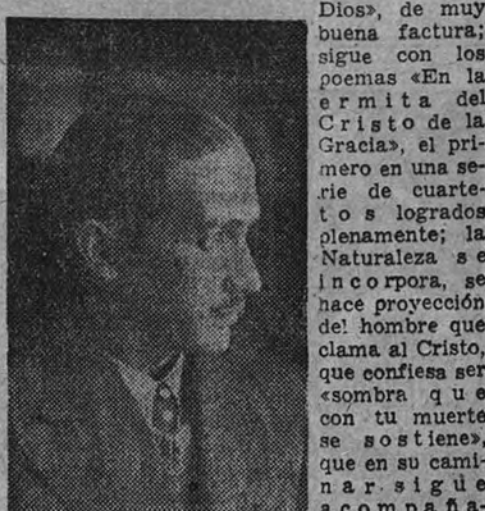 Dios», de muy
buena factura;
sigue con los
poemas «En la
ermita del
Cristo de la
Gracia», el pri-
mero en una se-
rie de cuarte-
tos logrados
plenamente; la
Naturaleza se
incorpora, se
hace proyección
del hombre que
clama al Cristo,
que confiesa ser
«sombra que
con tu muerte
se sostiene»,
que en su cami-
nar sigue
acompaña-